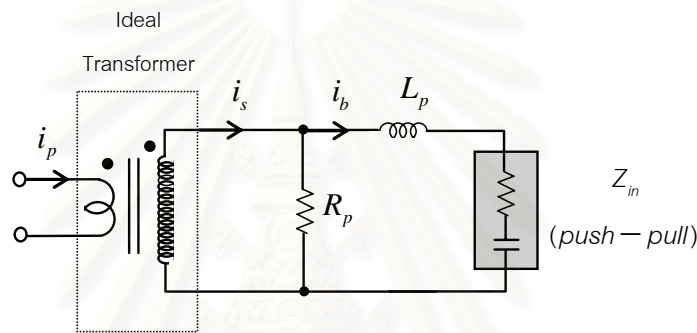 Ideal
Transformer
i_p
i_s
i_b
L_p
R_p
Z_in
(push − pull)